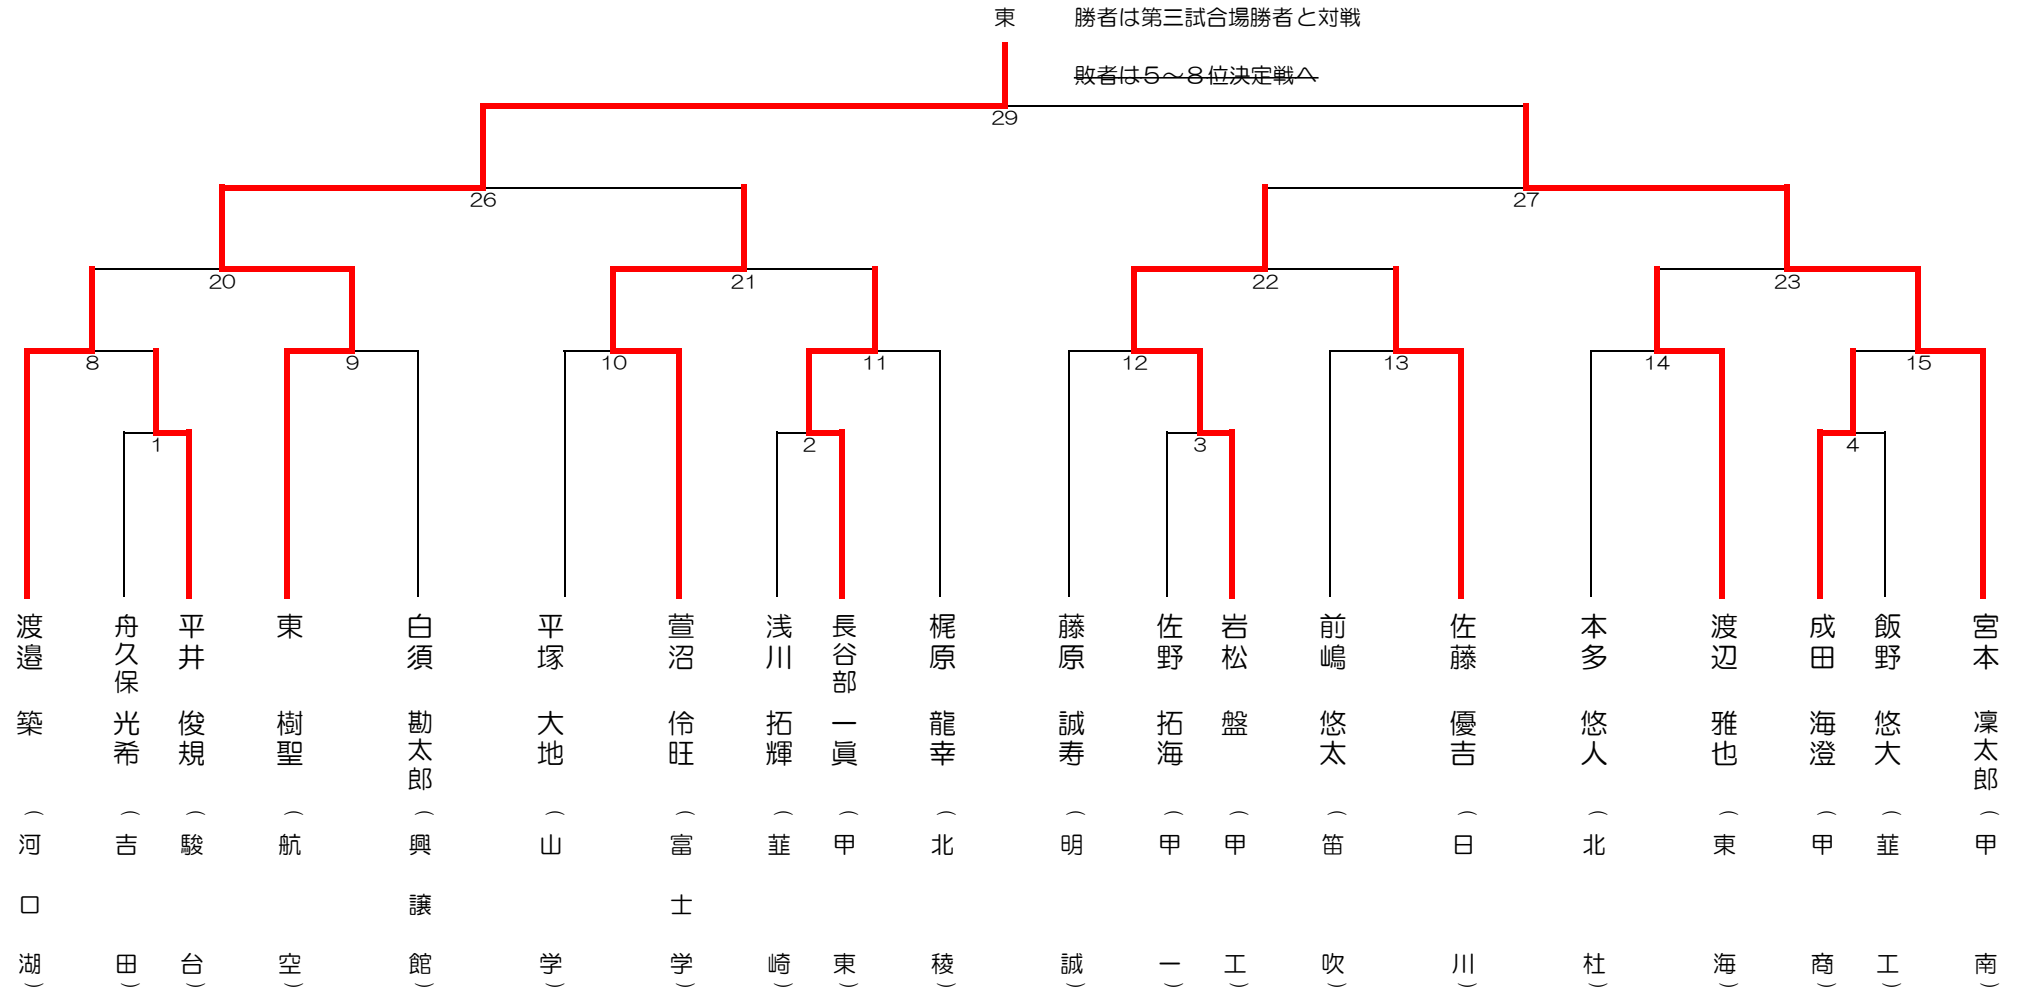 東 勝者は第三試合場勝者と対戦
敗者は5～8位決定戦へ
29
26 27
20 21 22 23
8 9 10 11 12 13 14 15
1 2 3 4
渡邉 築 （河口湖）
舟久保 光希 （吉田）
平井 俊規 （駿台）
東 樹聖 （航空）
白須 勘太郎 （興譲館）
平塚 大地 （山学）
萱沼 伶旺 （富士学）
浅川 拓輝 （韮崎）
長谷部 一眞 （甲東）
梶原 龍幸 （北稜）
藤原 誠寿 （明誠）
佐野 拓海 （甲一）
岩松 盤 （甲工）
前嶋 悠太 （笛吹）
佐藤 優吉 （日川）
本多 悠人 （北杜）
渡辺 雅也 （東海）
成田 海澄 （甲商）
飯野 悠大 （韮工）
宮本 凜太郎 （甲南）